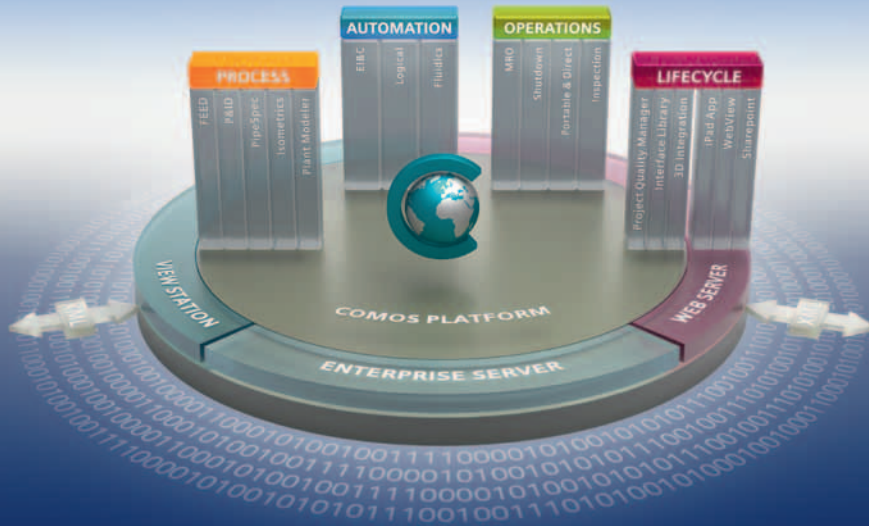 AUTOMATION
OPERATIONS
PROCESS
LIFECYCLE
FEED
P&ID
PipeSpec
Isometrics
Plant Modeler
EI&C
Logical
Fluidics
MRO
Shutdown
Portable & Direct
Inspection
Project Quality Manager
Interface Library
3D Integration
iPad App
WebView
Sharepoint
VIEW STATION
COMOS PLATFORM
WEB SERVER
ENTERPRISE SERVER